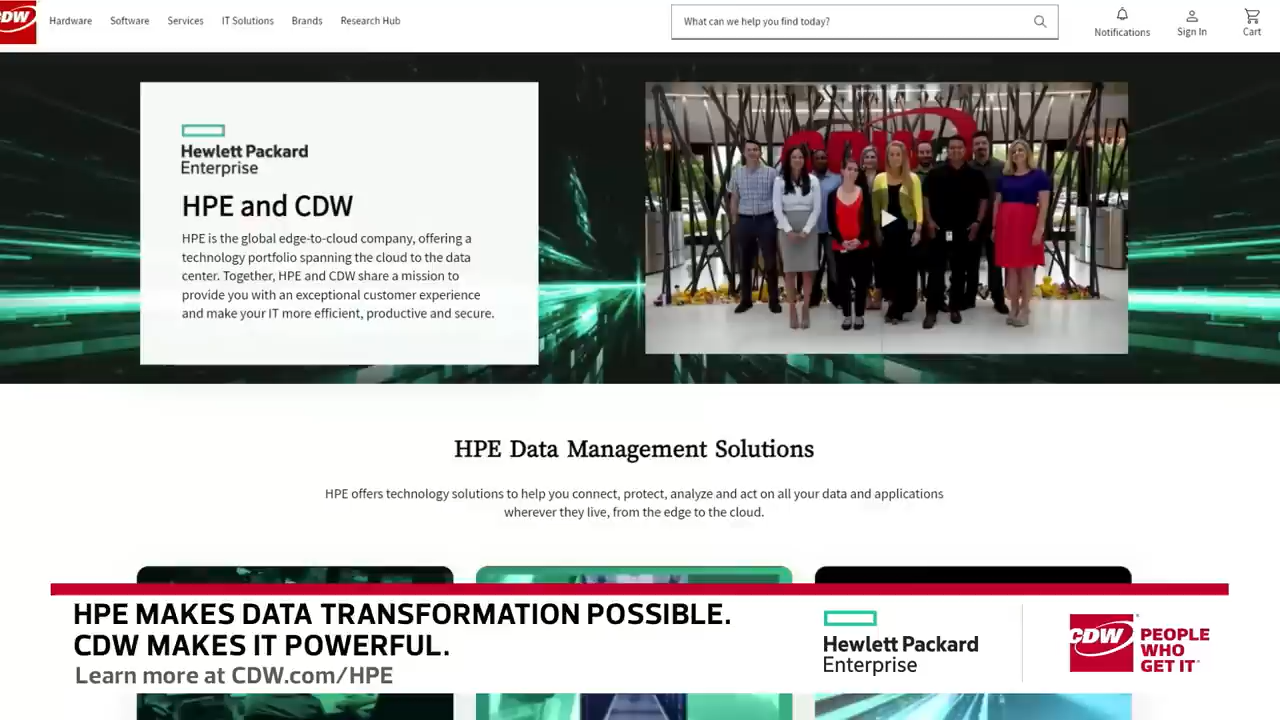 CDW
Hardware Software Services IT Solutions Brands Research Hub
What can we help you find today?
Notifications Sign In Cart
Hewlett Packard
Enterprise
HPE and CDW
HPE is the global edge-to-cloud company, offering a
technology portfolio spanning the cloud to the data
center. Together, HPE and CDW share a mission to
provide you with an exceptional customer experience
and make your IT more efficient, productive and secure.
CDW
HPE Data Management Solutions
HPE offers technology solutions to help you connect, protect, analyze and act on all your data and applications
wherever they live, from the edge to the cloud.
HPE MAKES DATA TRANSFORMATION POSSIBLE.
CDW MAKES IT POWERFUL.
Learn more at CDW.com/HPE
Hewlett Packard
Enterprise
CDW®
PEOPLE
WHO
GET IT